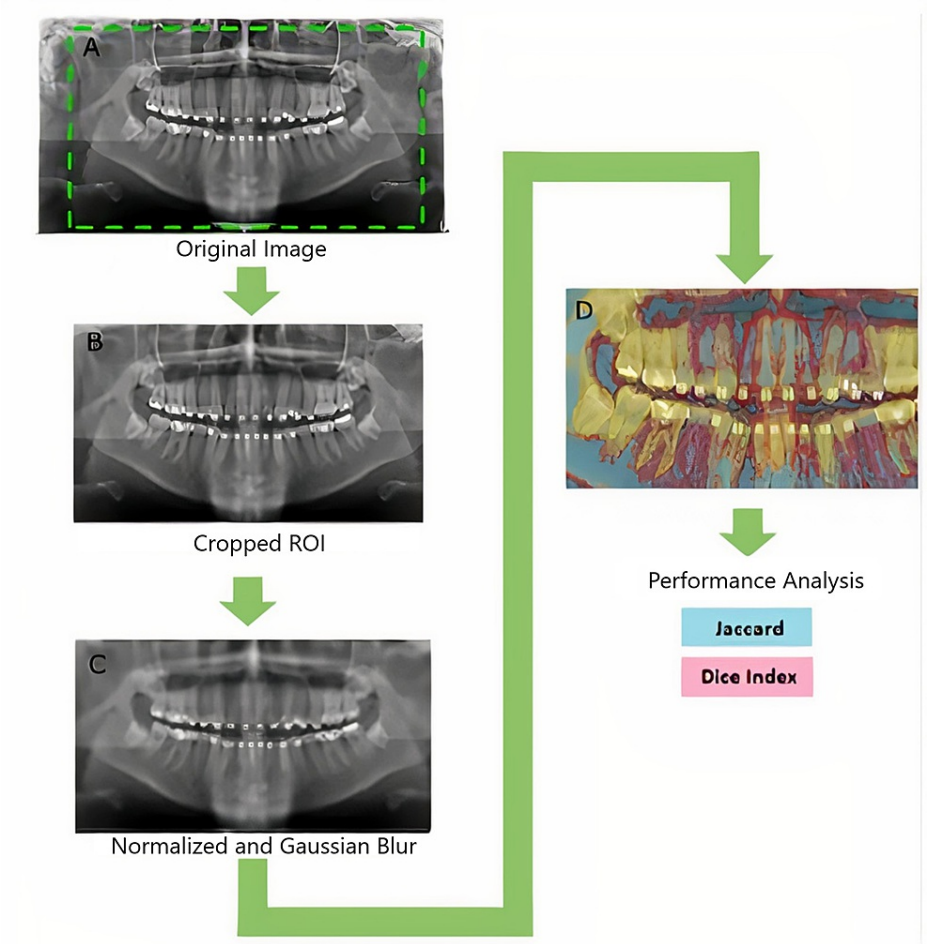 A
Original Image
B
Cropped ROI
C
Normalized and Gaussian Blur
D
Performance Analysis
Jaccard
Dice Index